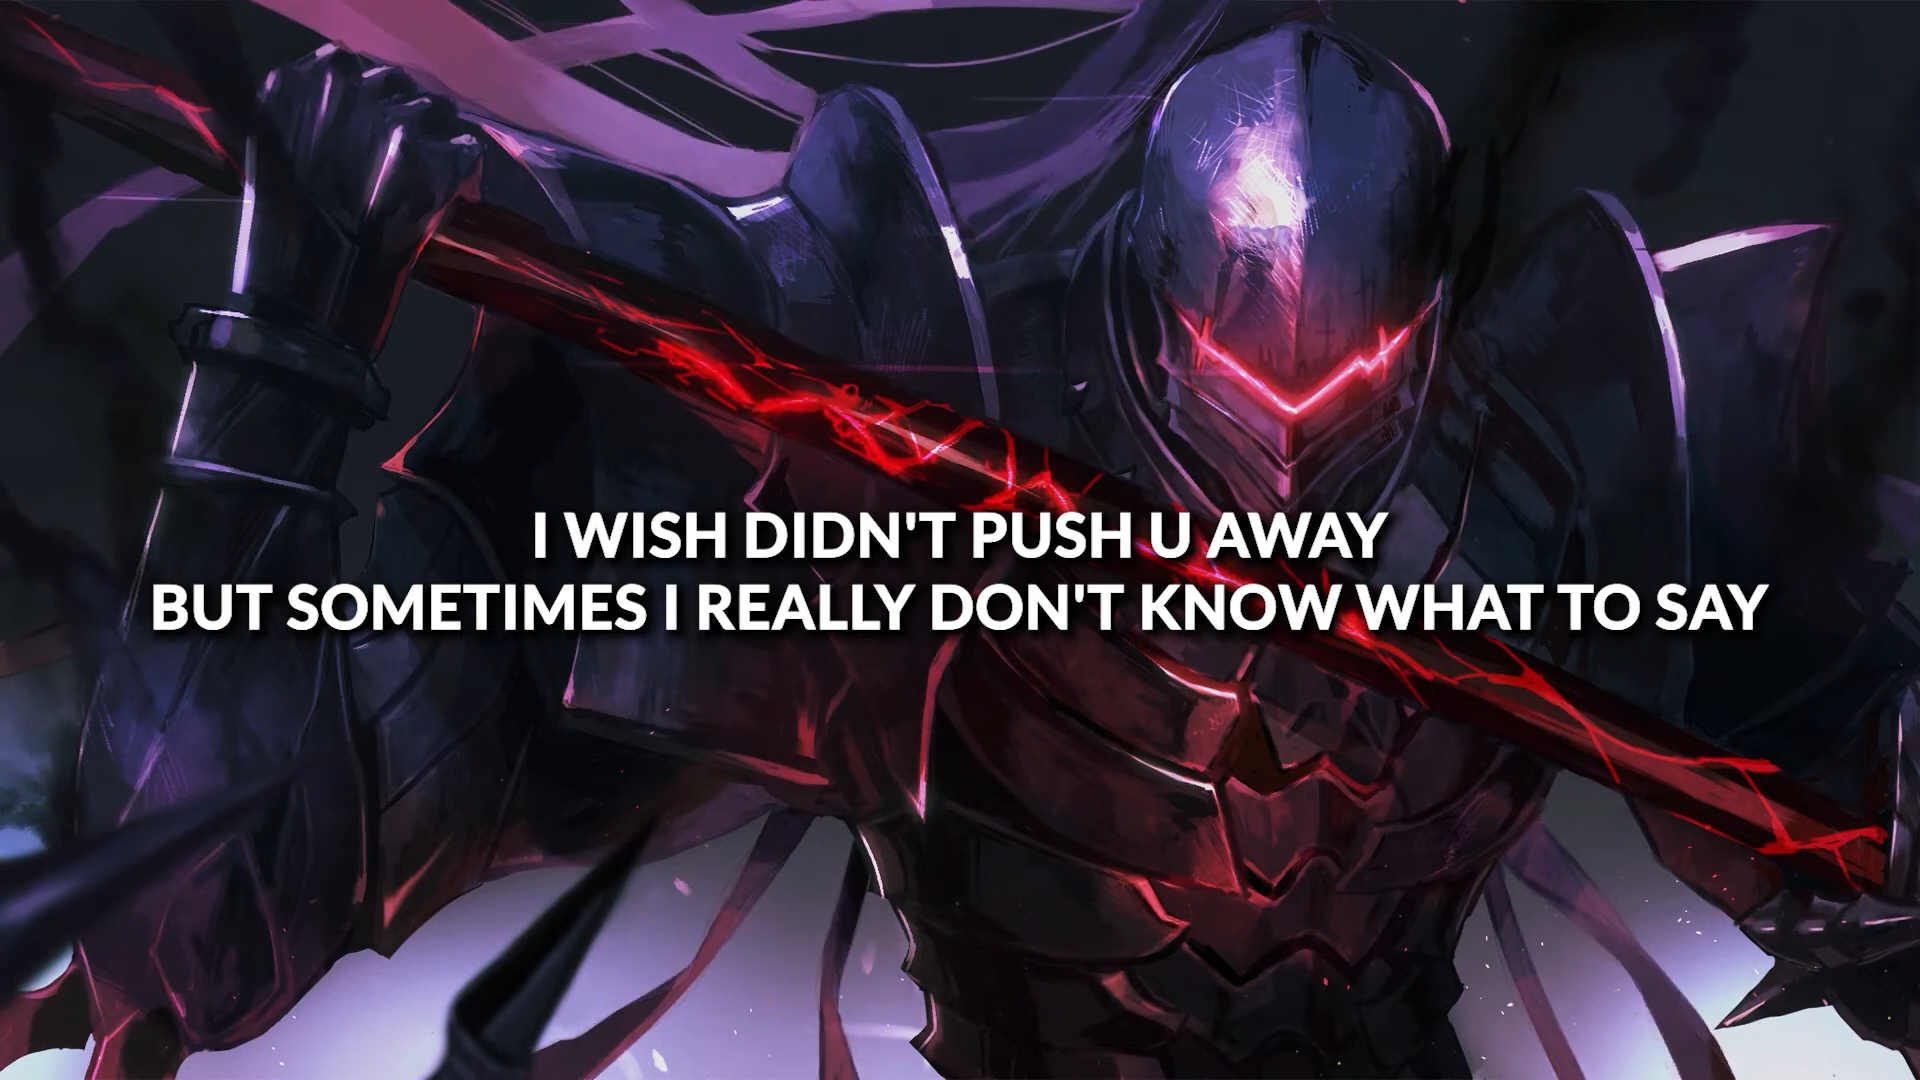 I WISH DIDN'T PUSH U AWAY
BUT SOMETIMES I REALLY DON'T KNOW WHAT TO SAY